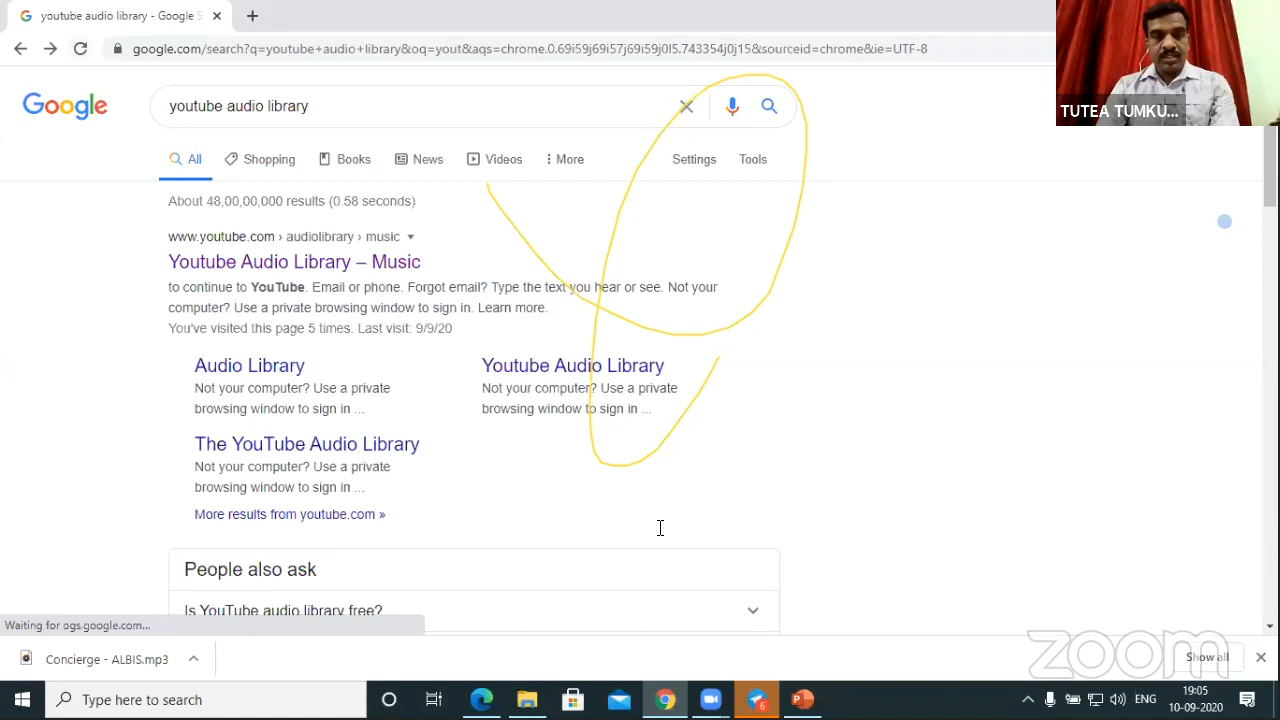 youtube audio library - Google S
google.com/search?q=youtube+audio+library&oq=yout&aqs=chrome.0.69i59j69i57j69i59j0l5.743354j0j15&sourceid=chrome&ie=UTF-8
TUTEA TUMKU...
Google
youtube audio library
All Shopping Books News Videos More Settings Tools
About 48,00,00,000 results (0.58 seconds)
www.youtube.com › audiolibrary › music
Youtube Audio Library – Music
to continue to YouTube. Email or phone. Forgot email? Type the text you hear or see. Not your
computer? Use a private browsing window to sign in. Learn more.
You've visited this page 5 times. Last visit: 9/9/20
Audio Library
Not your computer? Use a private
browsing window to sign in ...
Youtube Audio Library
Not your computer? Use a private
browsing window to sign in ...
The YouTube Audio Library
Not your computer? Use a private
browsing window to sign in ...
More results from youtube.com »
People also ask
Is YouTube audio library free?
Waiting for ogs.google.com...
zoom
Concierge - ALBIS.mp3
Show all
Type here to search
6
ENG
19:05
10-09-2020